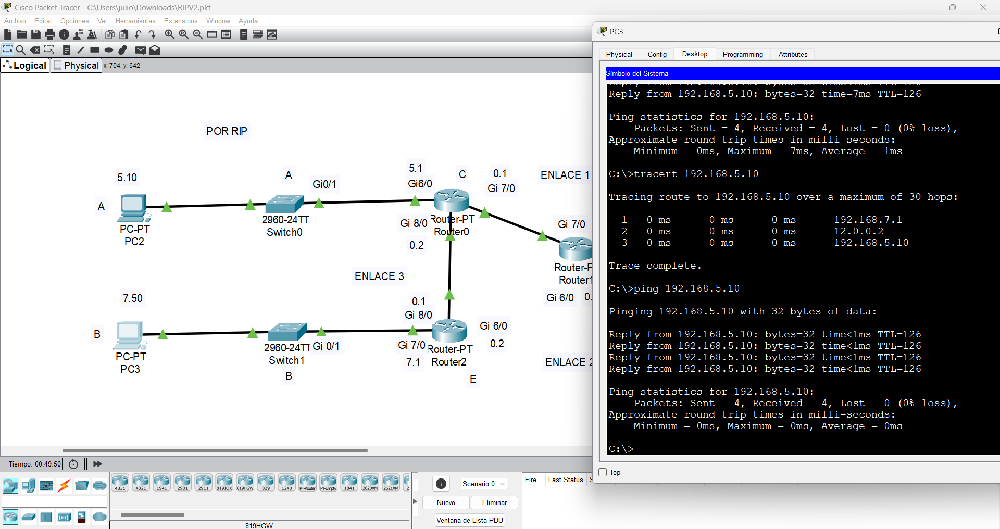 Cisco Packet Tracer - C:\Users\julio\Downloads\RIPV2.pkt
Archivo Editar Opciones Ver Herramientas Extensions Window Ayuda
Logical Physical x: 704, y: 642
POR RIP
5.10
A
Gi0/1
5.1
Gi6/0
C
0.1
Gi 7/0
ENLACE 1
A
PC-PT
PC2
2960-24TT
Switch0
Gi 8/0
Router-PT
Router0
0.2
Gi 7/0
Router1
ENLACE 3
7.50
0.1
Gi 8/0
Gi 6/0
B
PC-PT
PC3
2960-24TT
Switch1
Gi 0/1
B
Gi 7/0
7.1
Router-PT
Router2
Gi 6/0
0.2
E
ENLACE 2
Tiempo: 00:49:50
4331 4321 1941 2901 2911 819IOX 819HGW 829 1240 PT-Router PT-Empty 1841 2620XM 2621XM
819HGW
Scenario 0
Nuevo Eliminar
Ventana de Lista PDU
Fire Last Status
PC3
Physical Config Desktop Programming Attributes
Símbolo del Sistema
Reply from 192.168.5.10: bytes=32 time<1ms TTL=126
Reply from 192.168.5.10: bytes=32 time=7ms TTL=126
Ping statistics for 192.168.5.10:
Packets: Sent = 4, Received = 4, Lost = 0 (0% loss),
Approximate round trip times in milli-seconds:
Minimum = 0ms, Maximum = 7ms, Average = 1ms
C:\>tracert 192.168.5.10
Tracing route to 192.168.5.10 over a maximum of 30 hops:
1 0 ms 0 ms 0 ms 192.168.7.1
2 0 ms 0 ms 0 ms 12.0.0.2
3 0 ms 0 ms 0 ms 192.168.5.10
Trace complete.
C:\>ping 192.168.5.10
Pinging 192.168.5.10 with 32 bytes of data:
Reply from 192.168.5.10: bytes=32 time<1ms TTL=126
Reply from 192.168.5.10: bytes=32 time<1ms TTL=126
Reply from 192.168.5.10: bytes=32 time<1ms TTL=126
Reply from 192.168.5.10: bytes=32 time<1ms TTL=126
Ping statistics for 192.168.5.10:
Packets: Sent = 4, Received = 4, Lost = 0 (0% loss),
Approximate round trip times in milli-seconds:
Minimum = 0ms, Maximum = 0ms, Average = 0ms
C:\>
Top